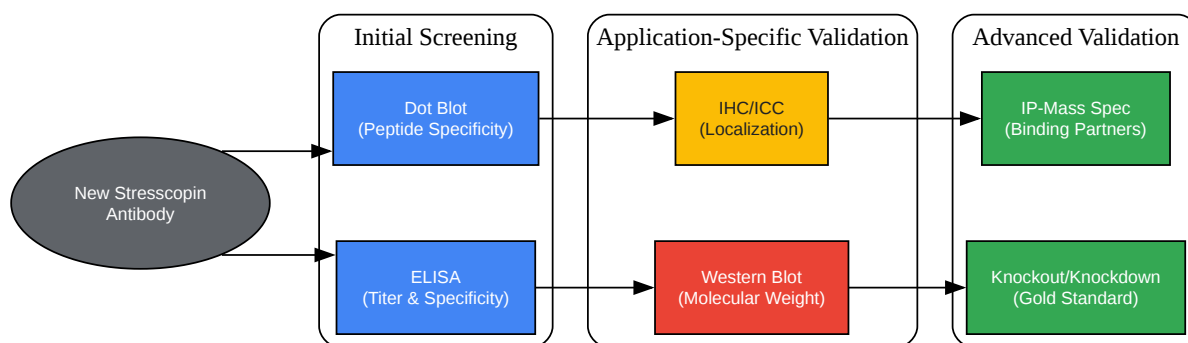 Initial Screening
Application-Specific Validation
Advanced Validation
New Stresscopin
Antibody
Dot Blot
(Peptide Specificity)
IHC/ICC
(Localization)
IP-Mass Spec
(Binding Partners)
ELISA
(Titer & Specificity)
Western Blot
(Molecular Weight)
Knockout/Knockdown
(Gold Standard)